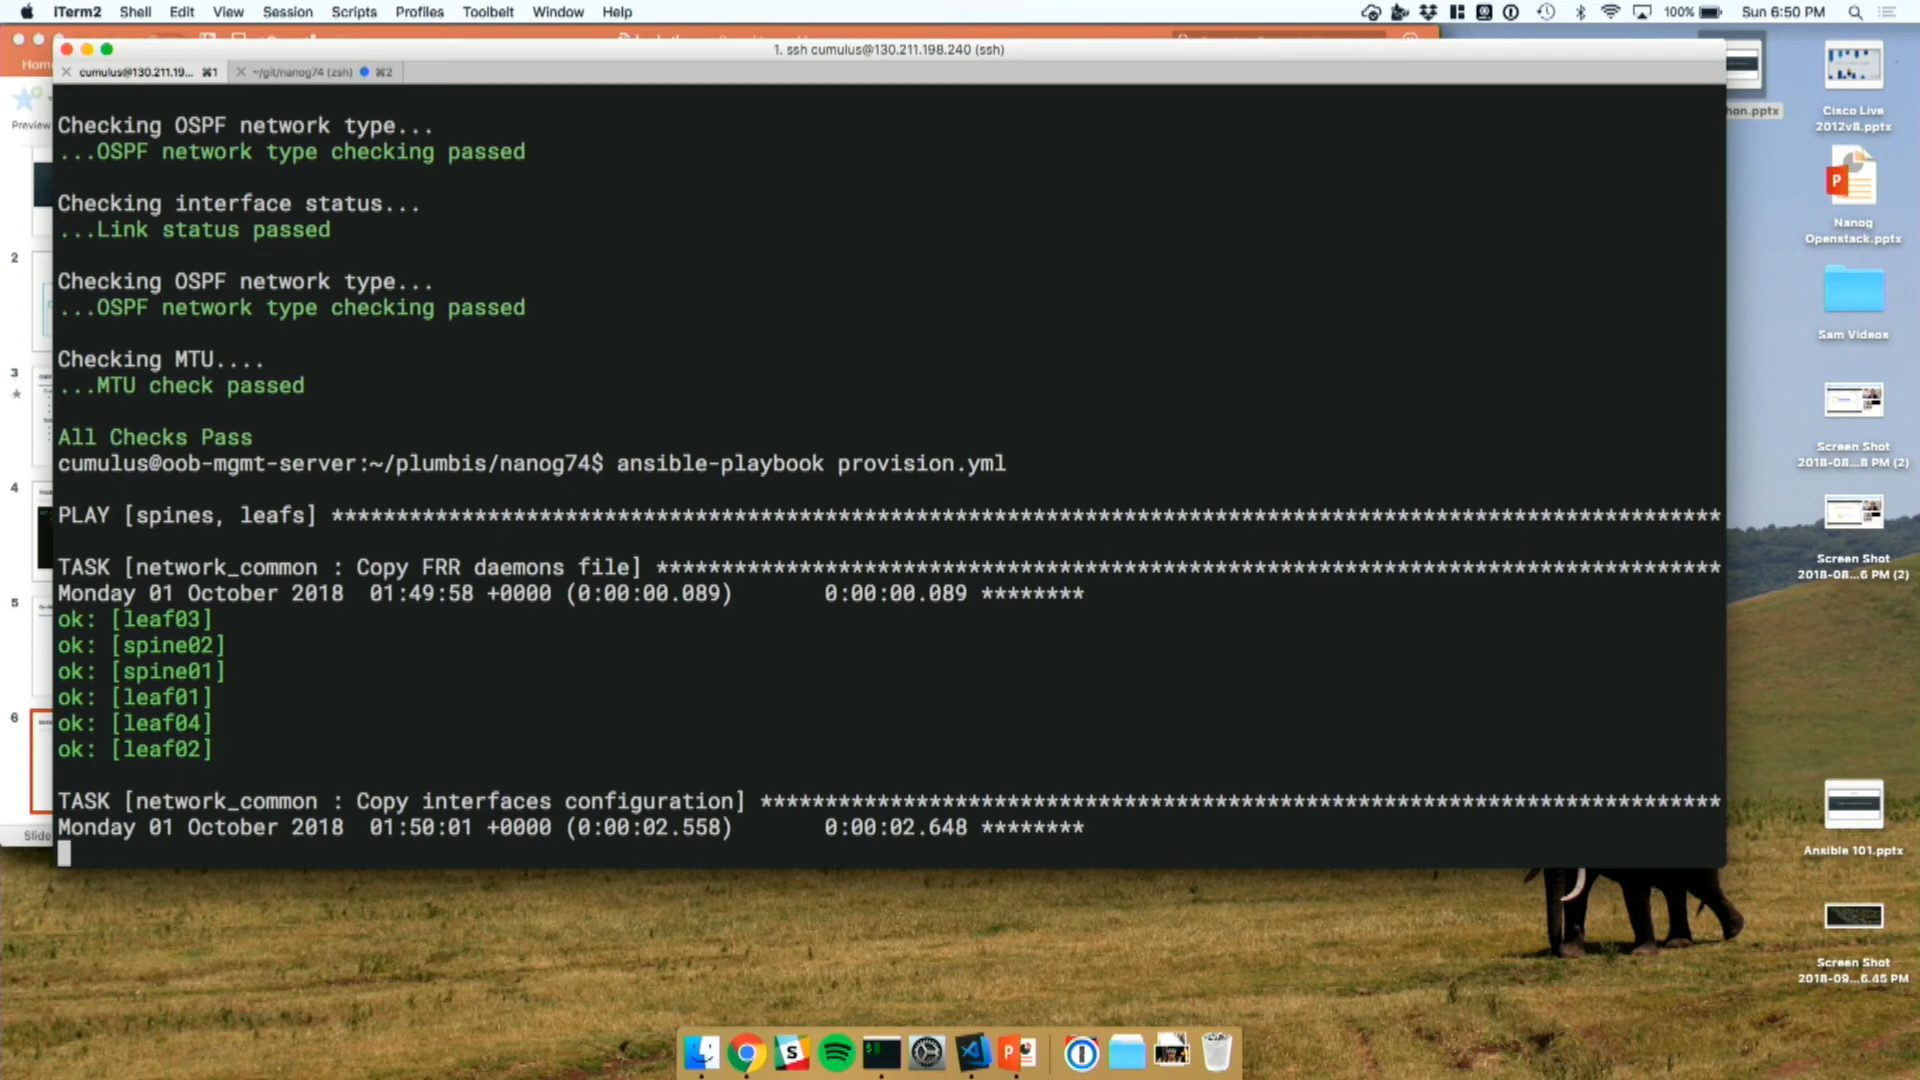 iTerm2 Shell Edit View Session Scripts Profiles Toolbelt Window Help 100% Sun 6:50 PM
1. ssh cumulus@130.211.198.240 (ssh)
cumulus@130.211.19... ⌘1 ~/git/nanog74 (zsh) ⌘2
Checking OSPF network type...
...OSPF network type checking passed
Checking interface status...
...Link status passed
Checking OSPF network type...
...OSPF network type checking passed
Checking MTU....
...MTU check passed
All Checks Pass
cumulus@oob-mgmt-server:~/plumbis/nanog74$ ansible-playbook provision.yml
PLAY [spines, leafs] ***********************************************************************************************************
TASK [network_common : Copy FRR daemons file] **********************************************************************************
Monday 01 October 2018  01:49:58 +0000 (0:00:00.089)       0:00:00.089 ********
ok: [leaf03]
ok: [spine02]
ok: [spine01]
ok: [leaf01]
ok: [leaf04]
ok: [leaf02]
TASK [network_common : Copy interfaces configuration] **************************************************************************
Monday 01 October 2018  01:50:01 +0000 (0:00:02.558)       0:00:02.648 ********
Hom
Preview
2
3
4
5
6
Slide
hon.pptx
Cisco Live
2012v8.pptx
Nanog
Openstack.pptx
Sam Videos
Screen Shot
2018-08...8 PM (2)
Screen Shot
2018-08...6 PM (2)
Ansible 101.pptx
Screen Shot
2018-09...6.45 PM